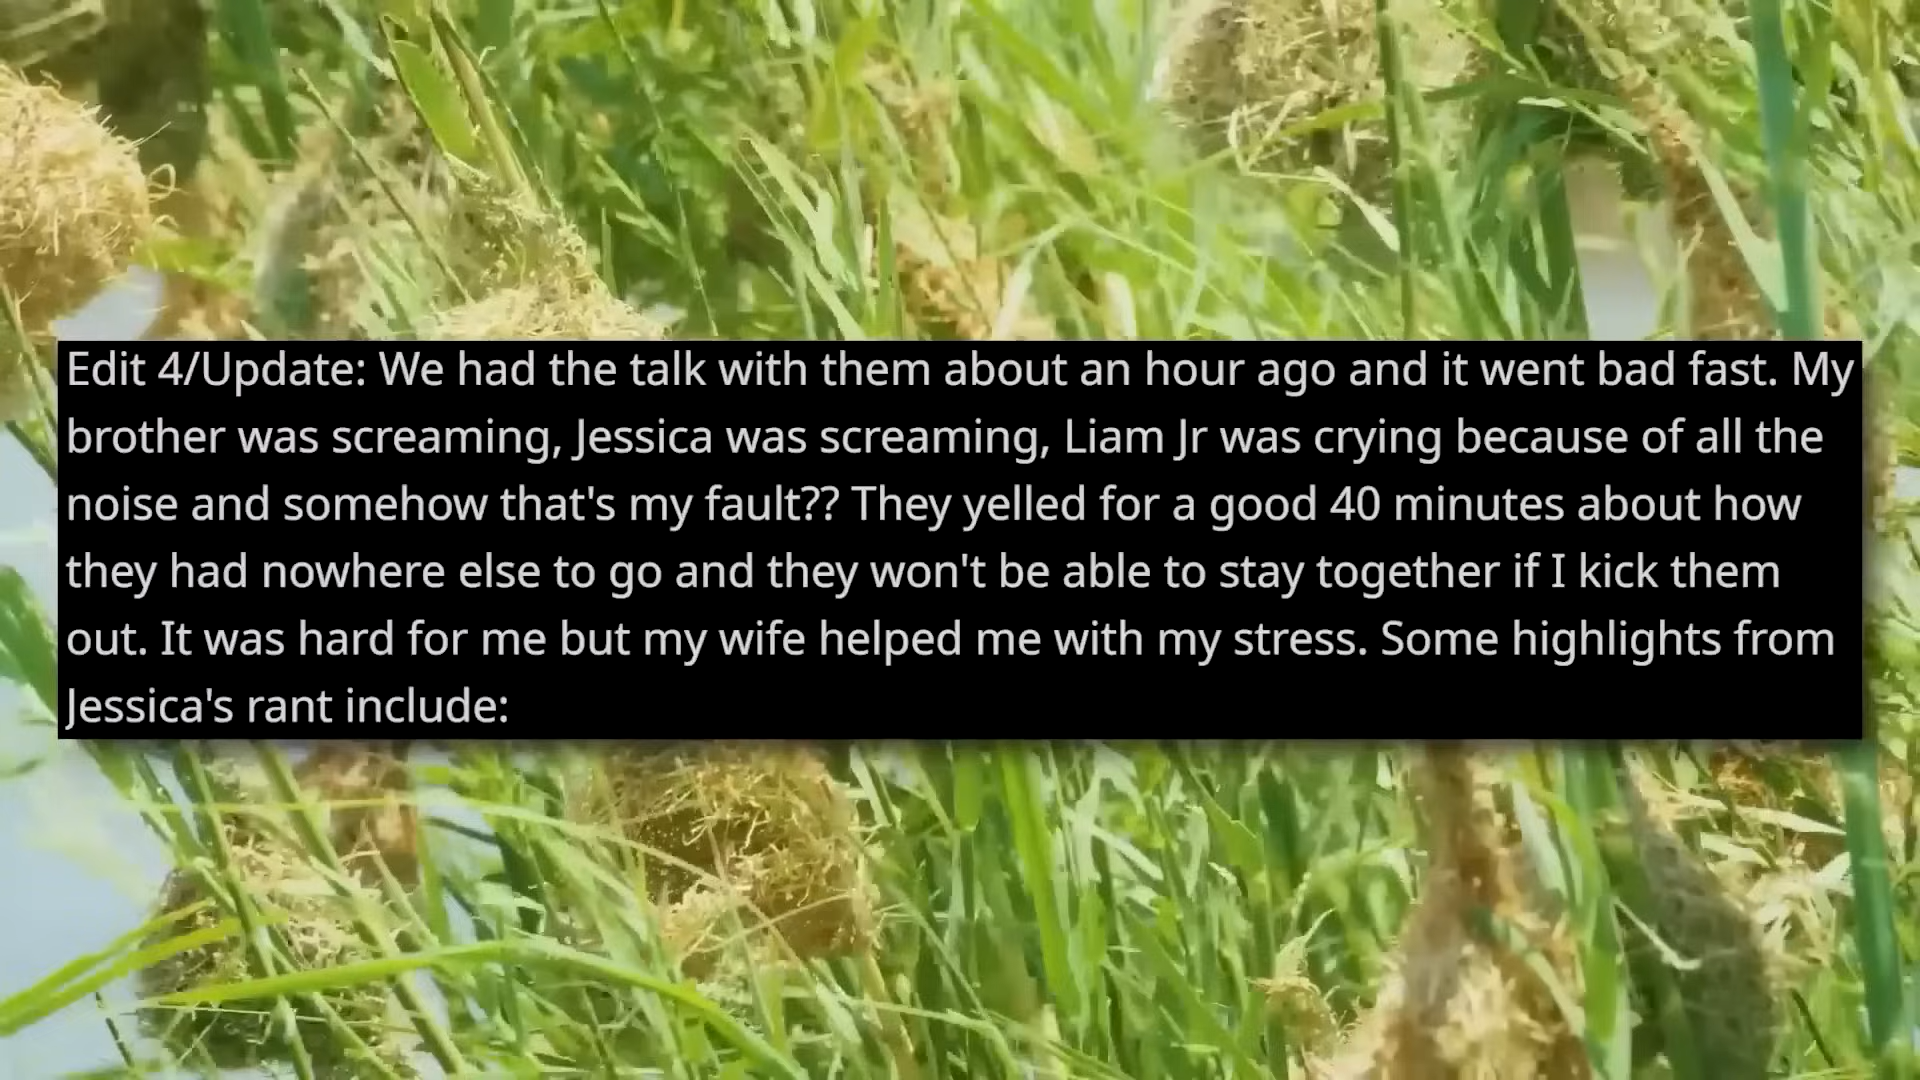 Edit 4/Update: We had the talk with them about an hour ago and it went bad fast. My
brother was screaming, Jessica was screaming, Liam Jr was crying because of all the
noise and somehow that's my fault?? They yelled for a good 40 minutes about how
they had nowhere else to go and they won't be able to stay together if I kick them
out. It was hard for me but my wife helped me with my stress. Some highlights from
Jessica's rant include: